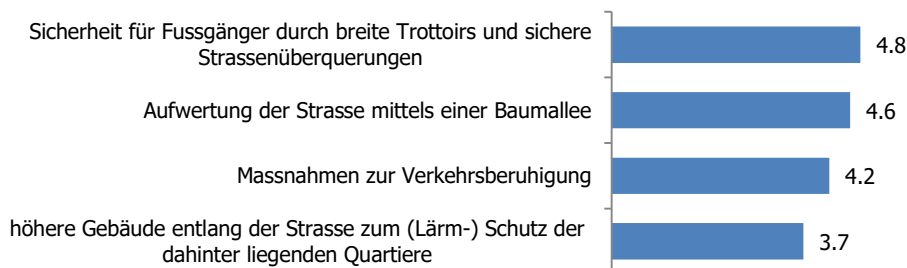 Sicherheit für Fussgänger durch breite Trottoirs und sichere
Strassenüberquerungen
4.8
Aufwertung der Strasse mittels einer Baumallee
4.6
Massnahmen zur Verkehrsberuhigung
4.2
höhere Gebäude entlang der Strasse zum (Lärm-) Schutz der
dahinter liegenden Quartiere
3.7